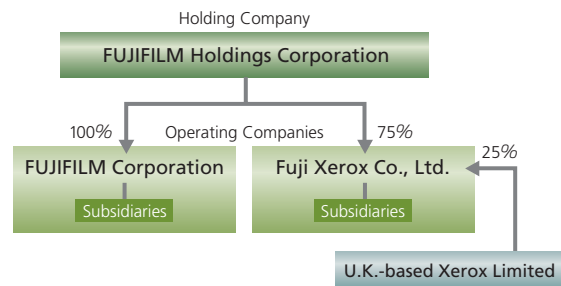 Holding Company
FUJIFILM Holdings Corporation
100% Operating Companies 75%
FUJIFILM Corporation
Fuji Xerox Co., Ltd.
25%
Subsidiaries
Subsidiaries
U.K.-based Xerox Limited